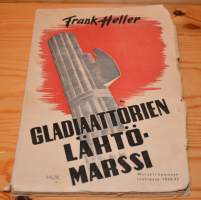 Frank Heller
GLADIAATTORIEN
LÄHTÖ-
MARSSI